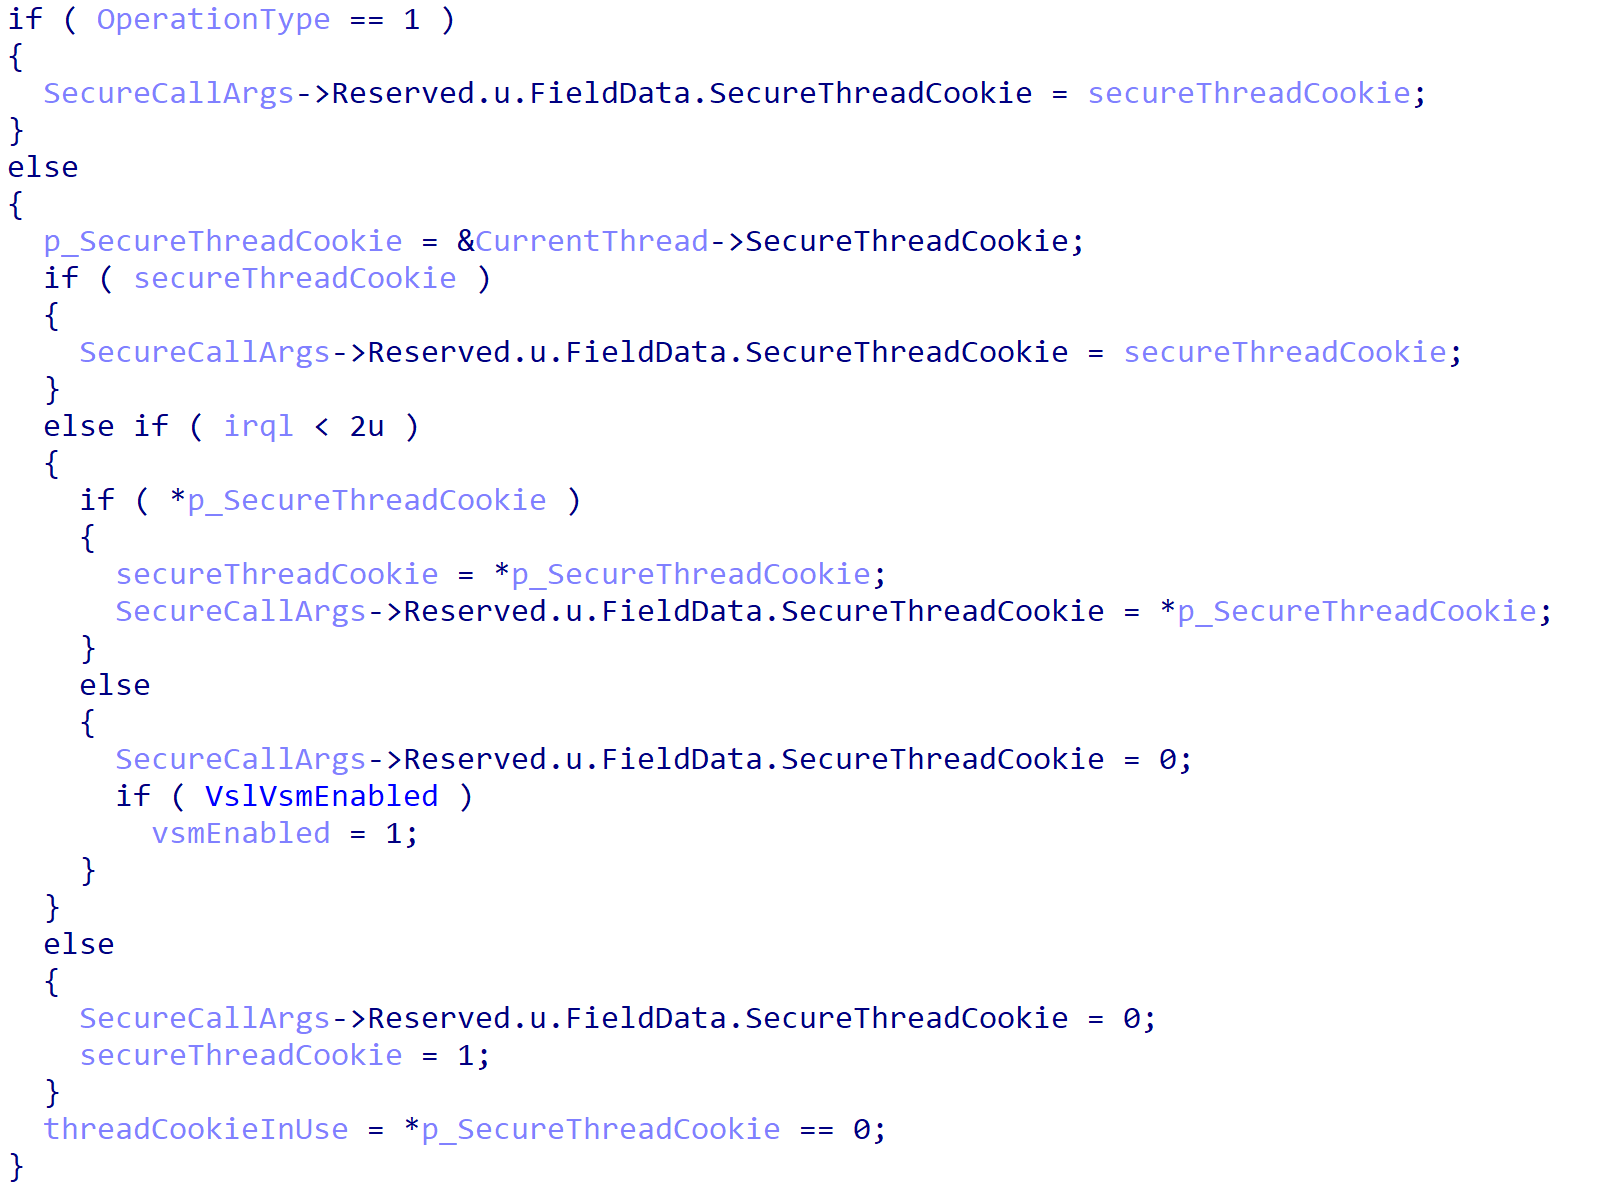 if ( OperationType == 1 )
{
  SecureCallArgs->Reserved.u.FieldData.SecureThreadCookie = secureThreadCookie;
}
else
{
  p_SecureThreadCookie = &CurrentThread->SecureThreadCookie;
  if ( secureThreadCookie )
  {
    SecureCallArgs->Reserved.u.FieldData.SecureThreadCookie = secureThreadCookie;
  }
  else if ( irql < 2u )
  {
    if ( *p_SecureThreadCookie )
    {
      secureThreadCookie = *p_SecureThreadCookie;
      SecureCallArgs->Reserved.u.FieldData.SecureThreadCookie = *p_SecureThreadCookie;
    }
    else
    {
      SecureCallArgs->Reserved.u.FieldData.SecureThreadCookie = 0;
      if ( VslVsmEnabled )
        vsmEnabled = 1;
    }
  }
  else
  {
    SecureCallArgs->Reserved.u.FieldData.SecureThreadCookie = 0;
    secureThreadCookie = 1;
  }
  threadCookieInUse = *p_SecureThreadCookie == 0;
}